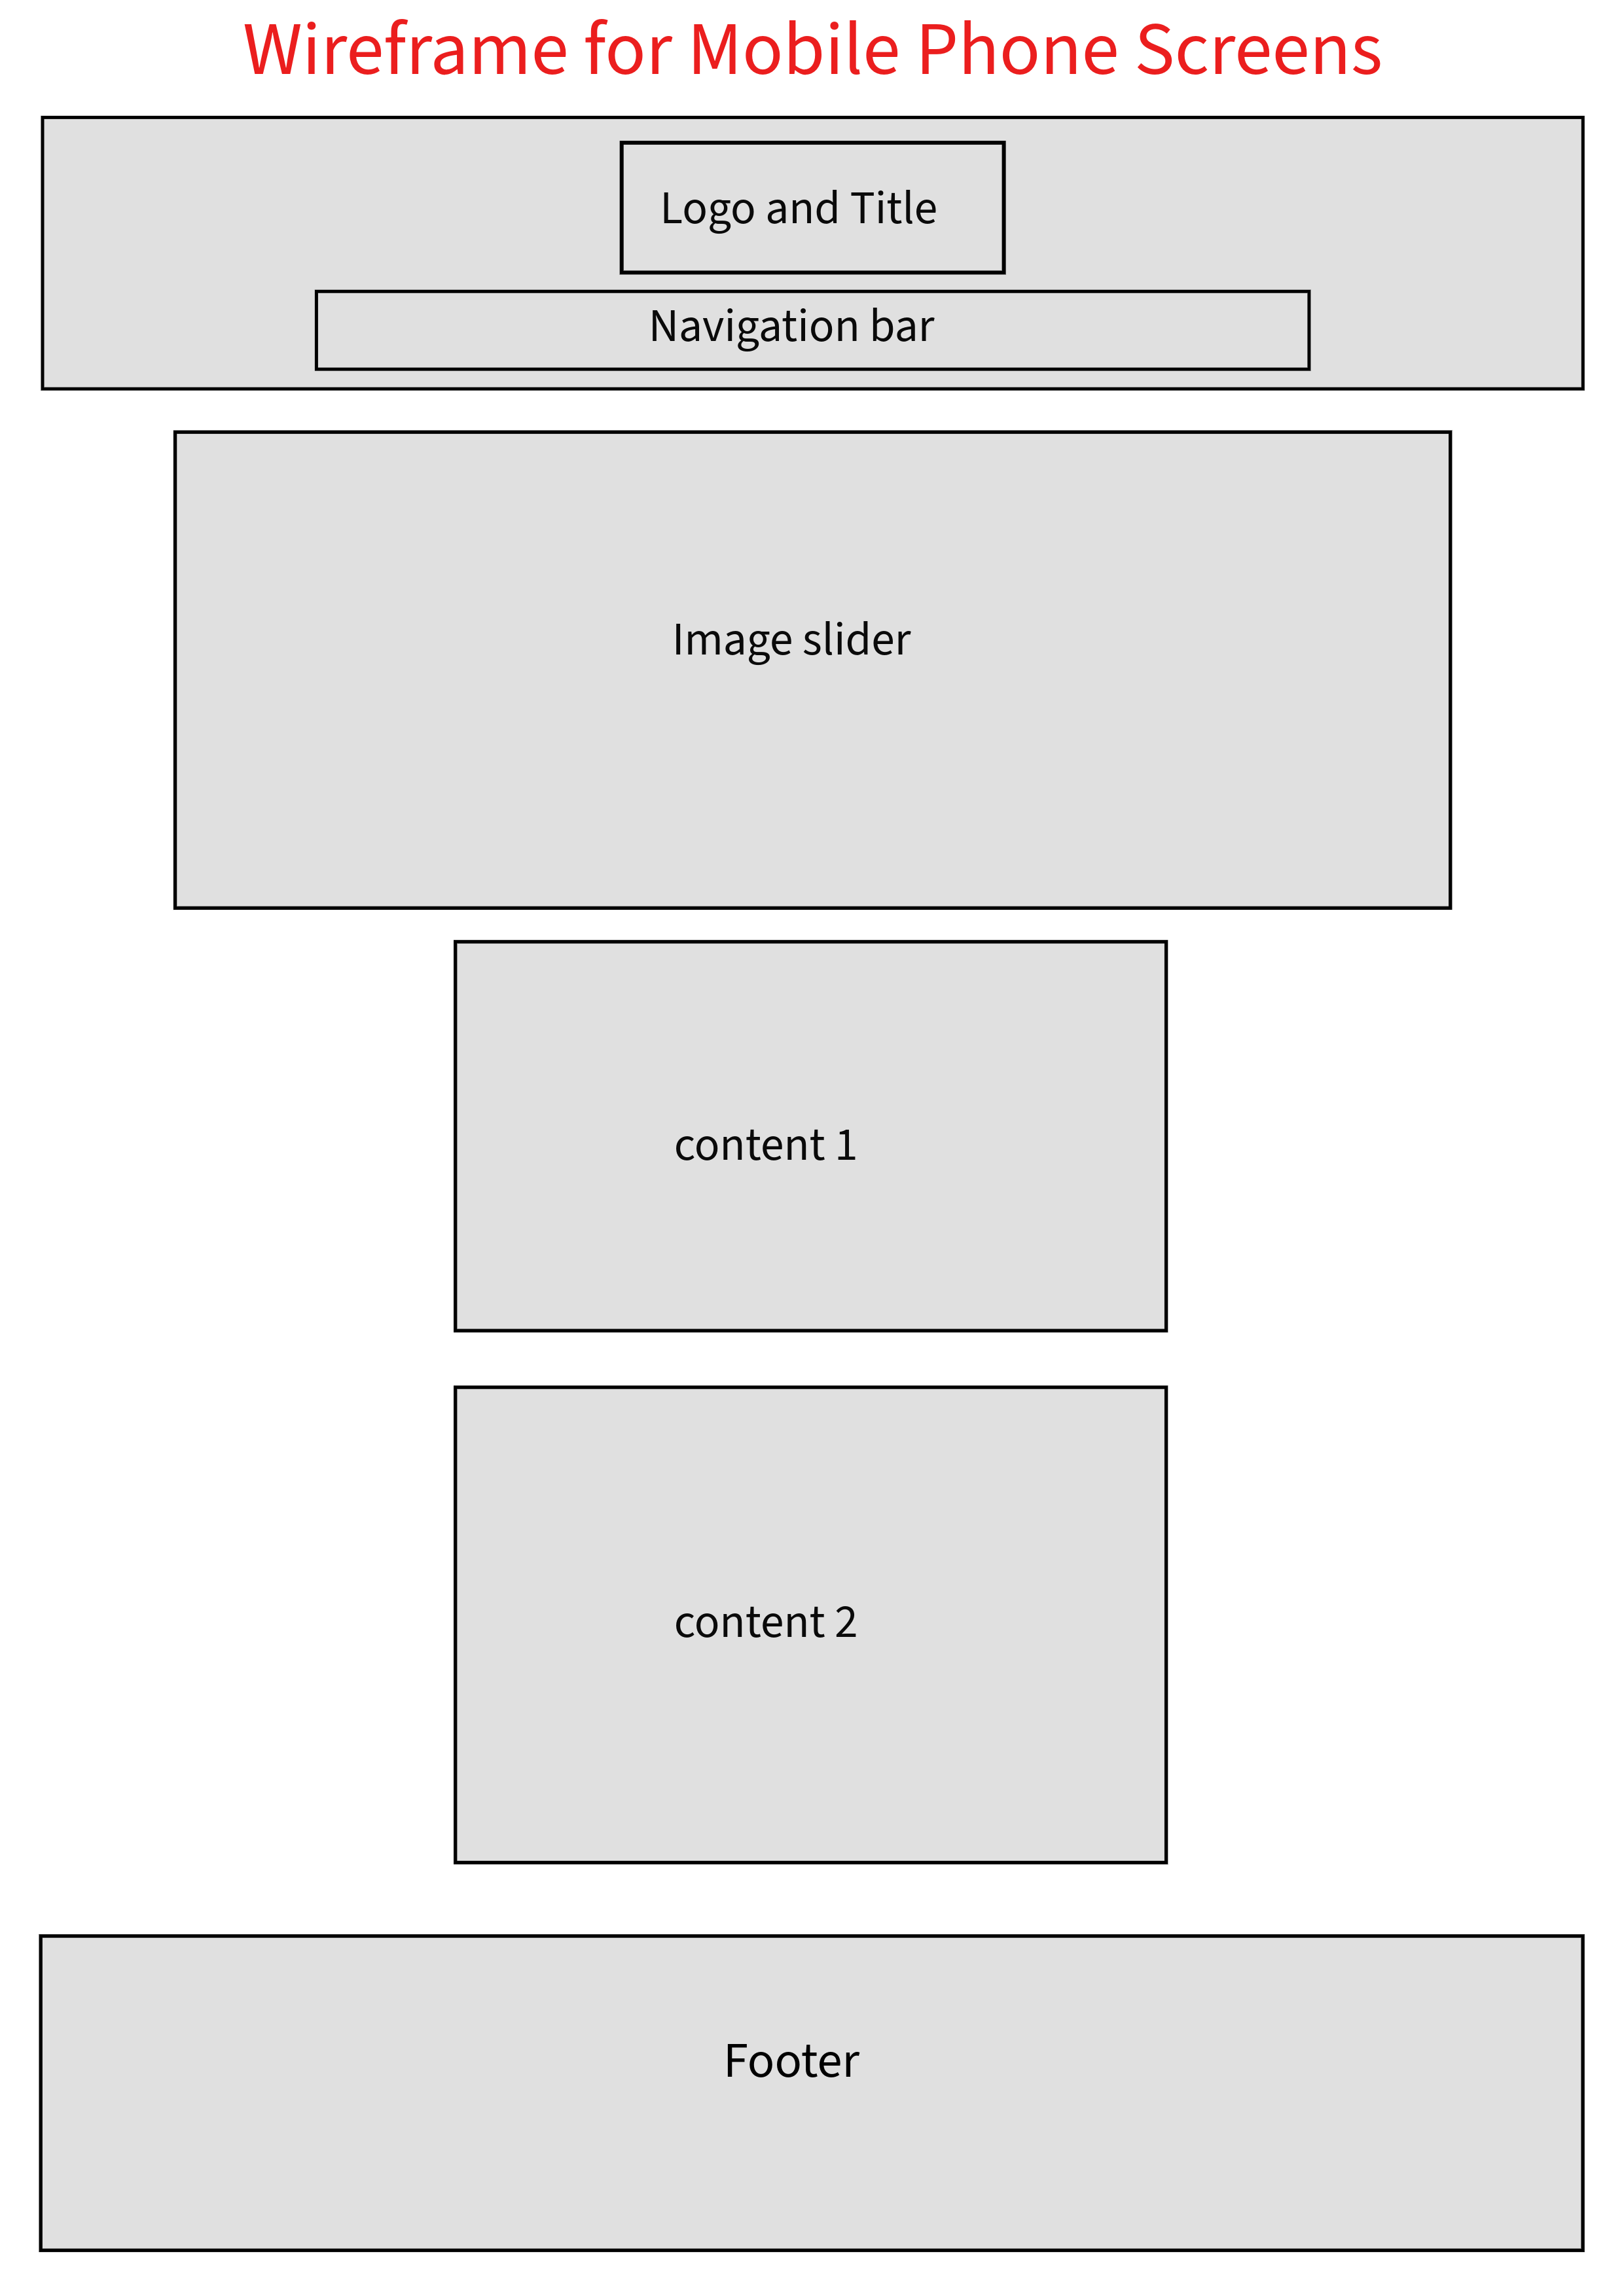 Wireframe for Mobile Phone Screens
Logo and Title
Navigation bar
Image slider
content 1
content 2
Footer